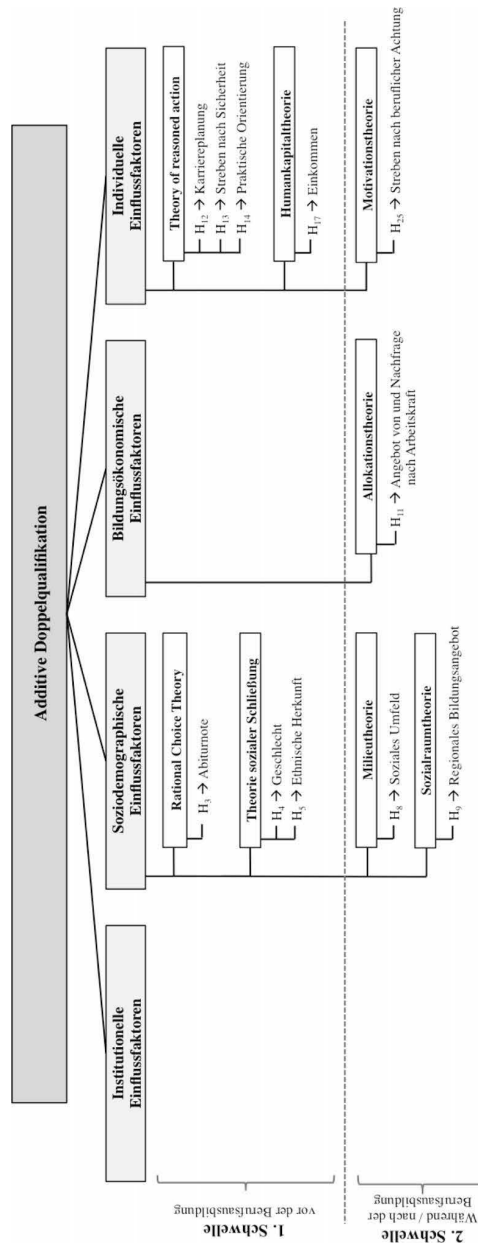 Additive Doppelqualifikation
Institutionelle
Einflussfaktoren
Soziodemographische
Einflussfaktoren
Bildungsökonomische
Einflussfaktoren
Individuelle
Einflussfaktoren
1. Schwelle
vor der Berufsausbildung
Rational Choice Theory
H3 → Abiturnote
Theorie sozialer Schließung
H4 → Geschlecht
H5 → Ethnische Herkunft
Theory of reasoned action
H12 → Karriereplanung
H13 → Streben nach Sicherheit
H14 → Praktische Orientierung
Humankapitaltheorie
H17 → Einkommen
2. Schwelle
Während / nach der
Berufsausbildung
Milieutheorie
H8 → Soziales Umfeld
Sozialraumtheorie
H9 → Regionales Bildungsangebot
Allokationstheorie
H11 → Angebot von und Nachfrage
nach Arbeitskraft
Motivationstheorie
H25 → Streben nach beruflicher Achtung